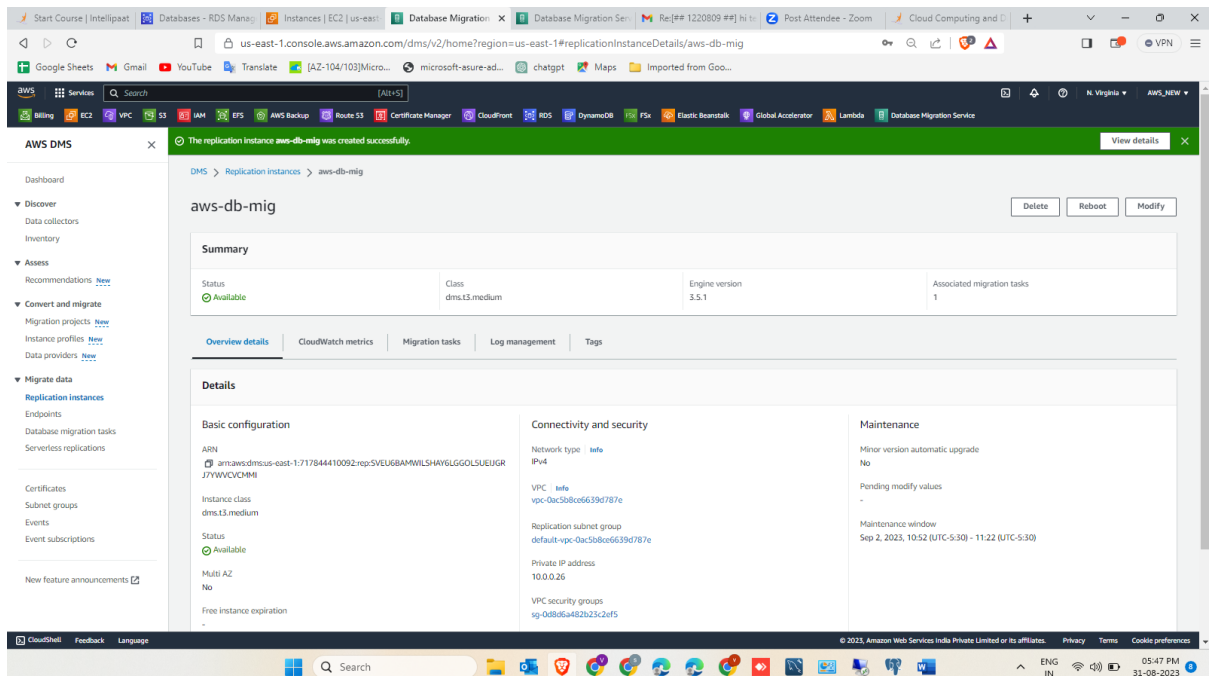 Start Course | Intellipaat
Databases - RDS Manag
Instances | EC2 | us-east-
Database Migration
Database Migration Serv
Re:[## 1220809 ##] hi te
Post Attendee - Zoom
Cloud Computing and D
us-east-1.console.aws.amazon.com/dms/v2/home?region=us-east-1#replicationInstanceDetails/aws-db-mig
VPN
Google Sheets Gmail YouTube Translate [AZ-104/103]Micro... microsoft-asure-ad... chatgpt Maps Imported from Goo...
aws Services Search [Alt+S] N. Virginia AWS_NEW
Billing EC2 VPC S3 IAM EFS AWS Backup Route 53 Certificate Manager CloudFront RDS DynamoDB FSx Elastic Beanstalk Global Accelerator Lambda Database Migration Service
AWS DMS
Dashboard
Discover
Data collectors
Inventory
Assess
Recommendations New
Convert and migrate
Migration projects New
Instance profiles New
Data providers New
Migrate data
Replication instances
Endpoints
Database migration tasks
Serverless replications
Certificates
Subnet groups
Events
Event subscriptions
New feature announcements
The replication instance aws-db-mig was created successfully.
View details
DMS > Replication instances > aws-db-mig
aws-db-mig
Delete Reboot Modify
Summary
Status
Available
Class
dms.t3.medium
Engine version
3.5.1
Associated migration tasks
1
Overview details CloudWatch metrics Migration tasks Log management Tags
Details
Basic configuration
ARN
arn:aws:dms:us-east-1:717844410092:rep:SVEU6BAMWILSHAY6LGGOL5UEIJGR
J7YWVCVCMMI
Instance class
dms.t3.medium
Status
Available
Multi AZ
No
Free instance expiration
-
Connectivity and security
Network type Info
IPv4
VPC Info
vpc-0ac5b8ce6639d787e
Replication subnet group
default-vpc-0ac5b8ce6639d787e
Private IP address
10.0.0.26
VPC security groups
sg-0d8d6a482b23c2ef5
Maintenance
Minor version automatic upgrade
No
Pending modify values
-
Maintenance window
Sep 2, 2023, 10:52 (UTC-5:30) - 11:22 (UTC-5:30)
CloudShell Feedback Language © 2023, Amazon Web Services India Private Limited or its affiliates. Privacy Terms Cookie preferences
Search
ENG
IN
05:47 PM
31-08-2023
8